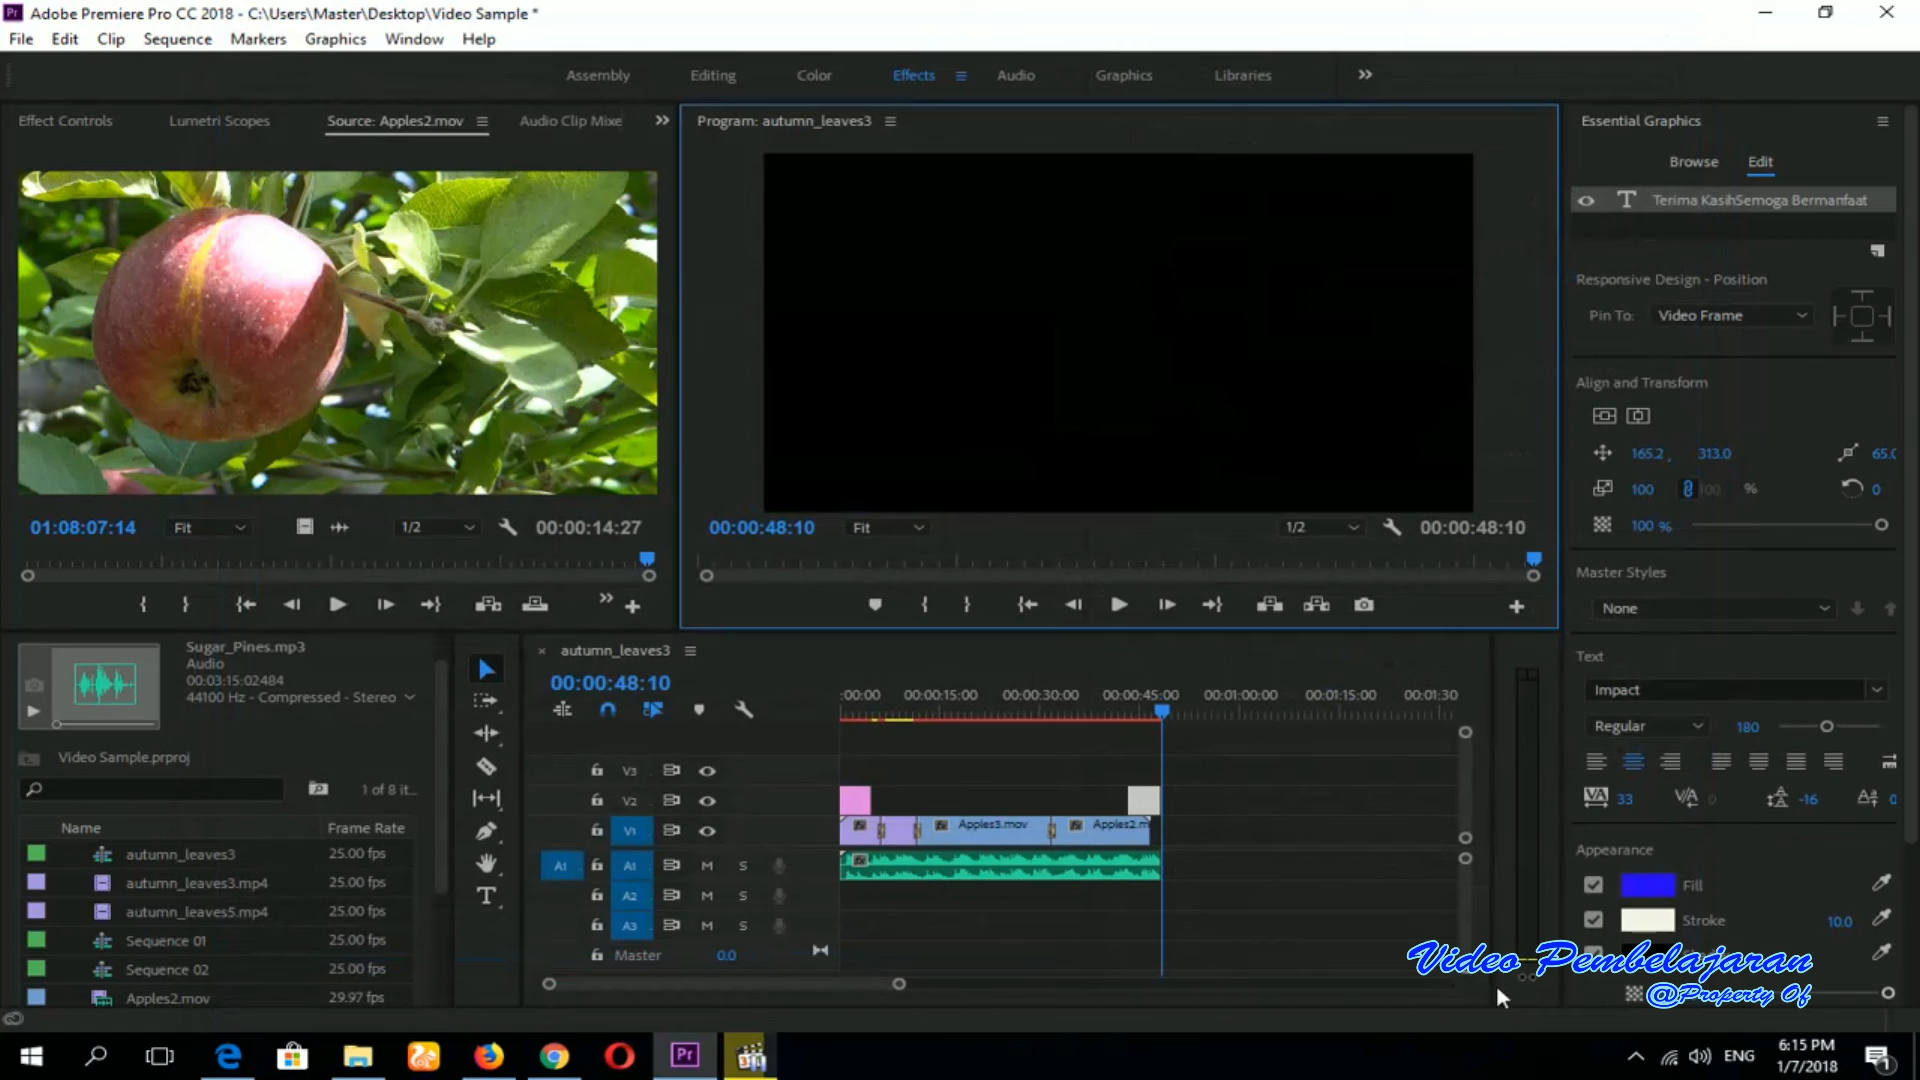 Adobe Premiere Pro CC 2018 - C:\Users\Master\Desktop\Video Sample *
File Edit Clip Sequence Markers Graphics Window Help
Assembly Editing Color Effects Audio Graphics Libraries
Effect Controls Lumetri Scopes Source: Apples2.mov Audio Clip Mixe
Program: autumn_leaves3
Essential Graphics
Browse Edit
Terima KasihSemoga Bermanfaat
Responsive Design - Position
Pin To: Video Frame
Align and Transform
165.2 , 313.0 65.0
100 100 % 0
100 %
01:08:07:14 Fit 1/2 00:00:14:27
00:00:48:10 Fit 1/2 00:00:48:10
Master Styles
None
Text
Impact
Regular 180
33 0 -16 0
Appearance
Fill
Stroke 10.0
Sugar_Pines.mp3
Audio
00:03:15:02484
44100 Hz - Compressed - Stereo
Video Sample.prproj
1 of 8 it...
Name Frame Rate
autumn_leaves3 25.00 fps
autumn_leaves3.mp4 25.00 fps
autumn_leaves5.mp4 25.00 fps
Sequence 01 25.00 fps
Sequence 02 25.00 fps
Apples2.mov 29.97 fps
× autumn_leaves3
00:00:48:10
:00:00 00:00:15:00 00:00:30:00 00:00:45:00 00:01:00:00 00:01:15:00 00:01:30
V3
V2
V1 V1 fx fx Apples3.mov fx Apples2.m
A1 A1 M S fx
A2 M S
A3 M S
Master 0.0
Video Pembelajaran
@Property Of
Pr
ENG
6:15 PM
1/7/2018
1